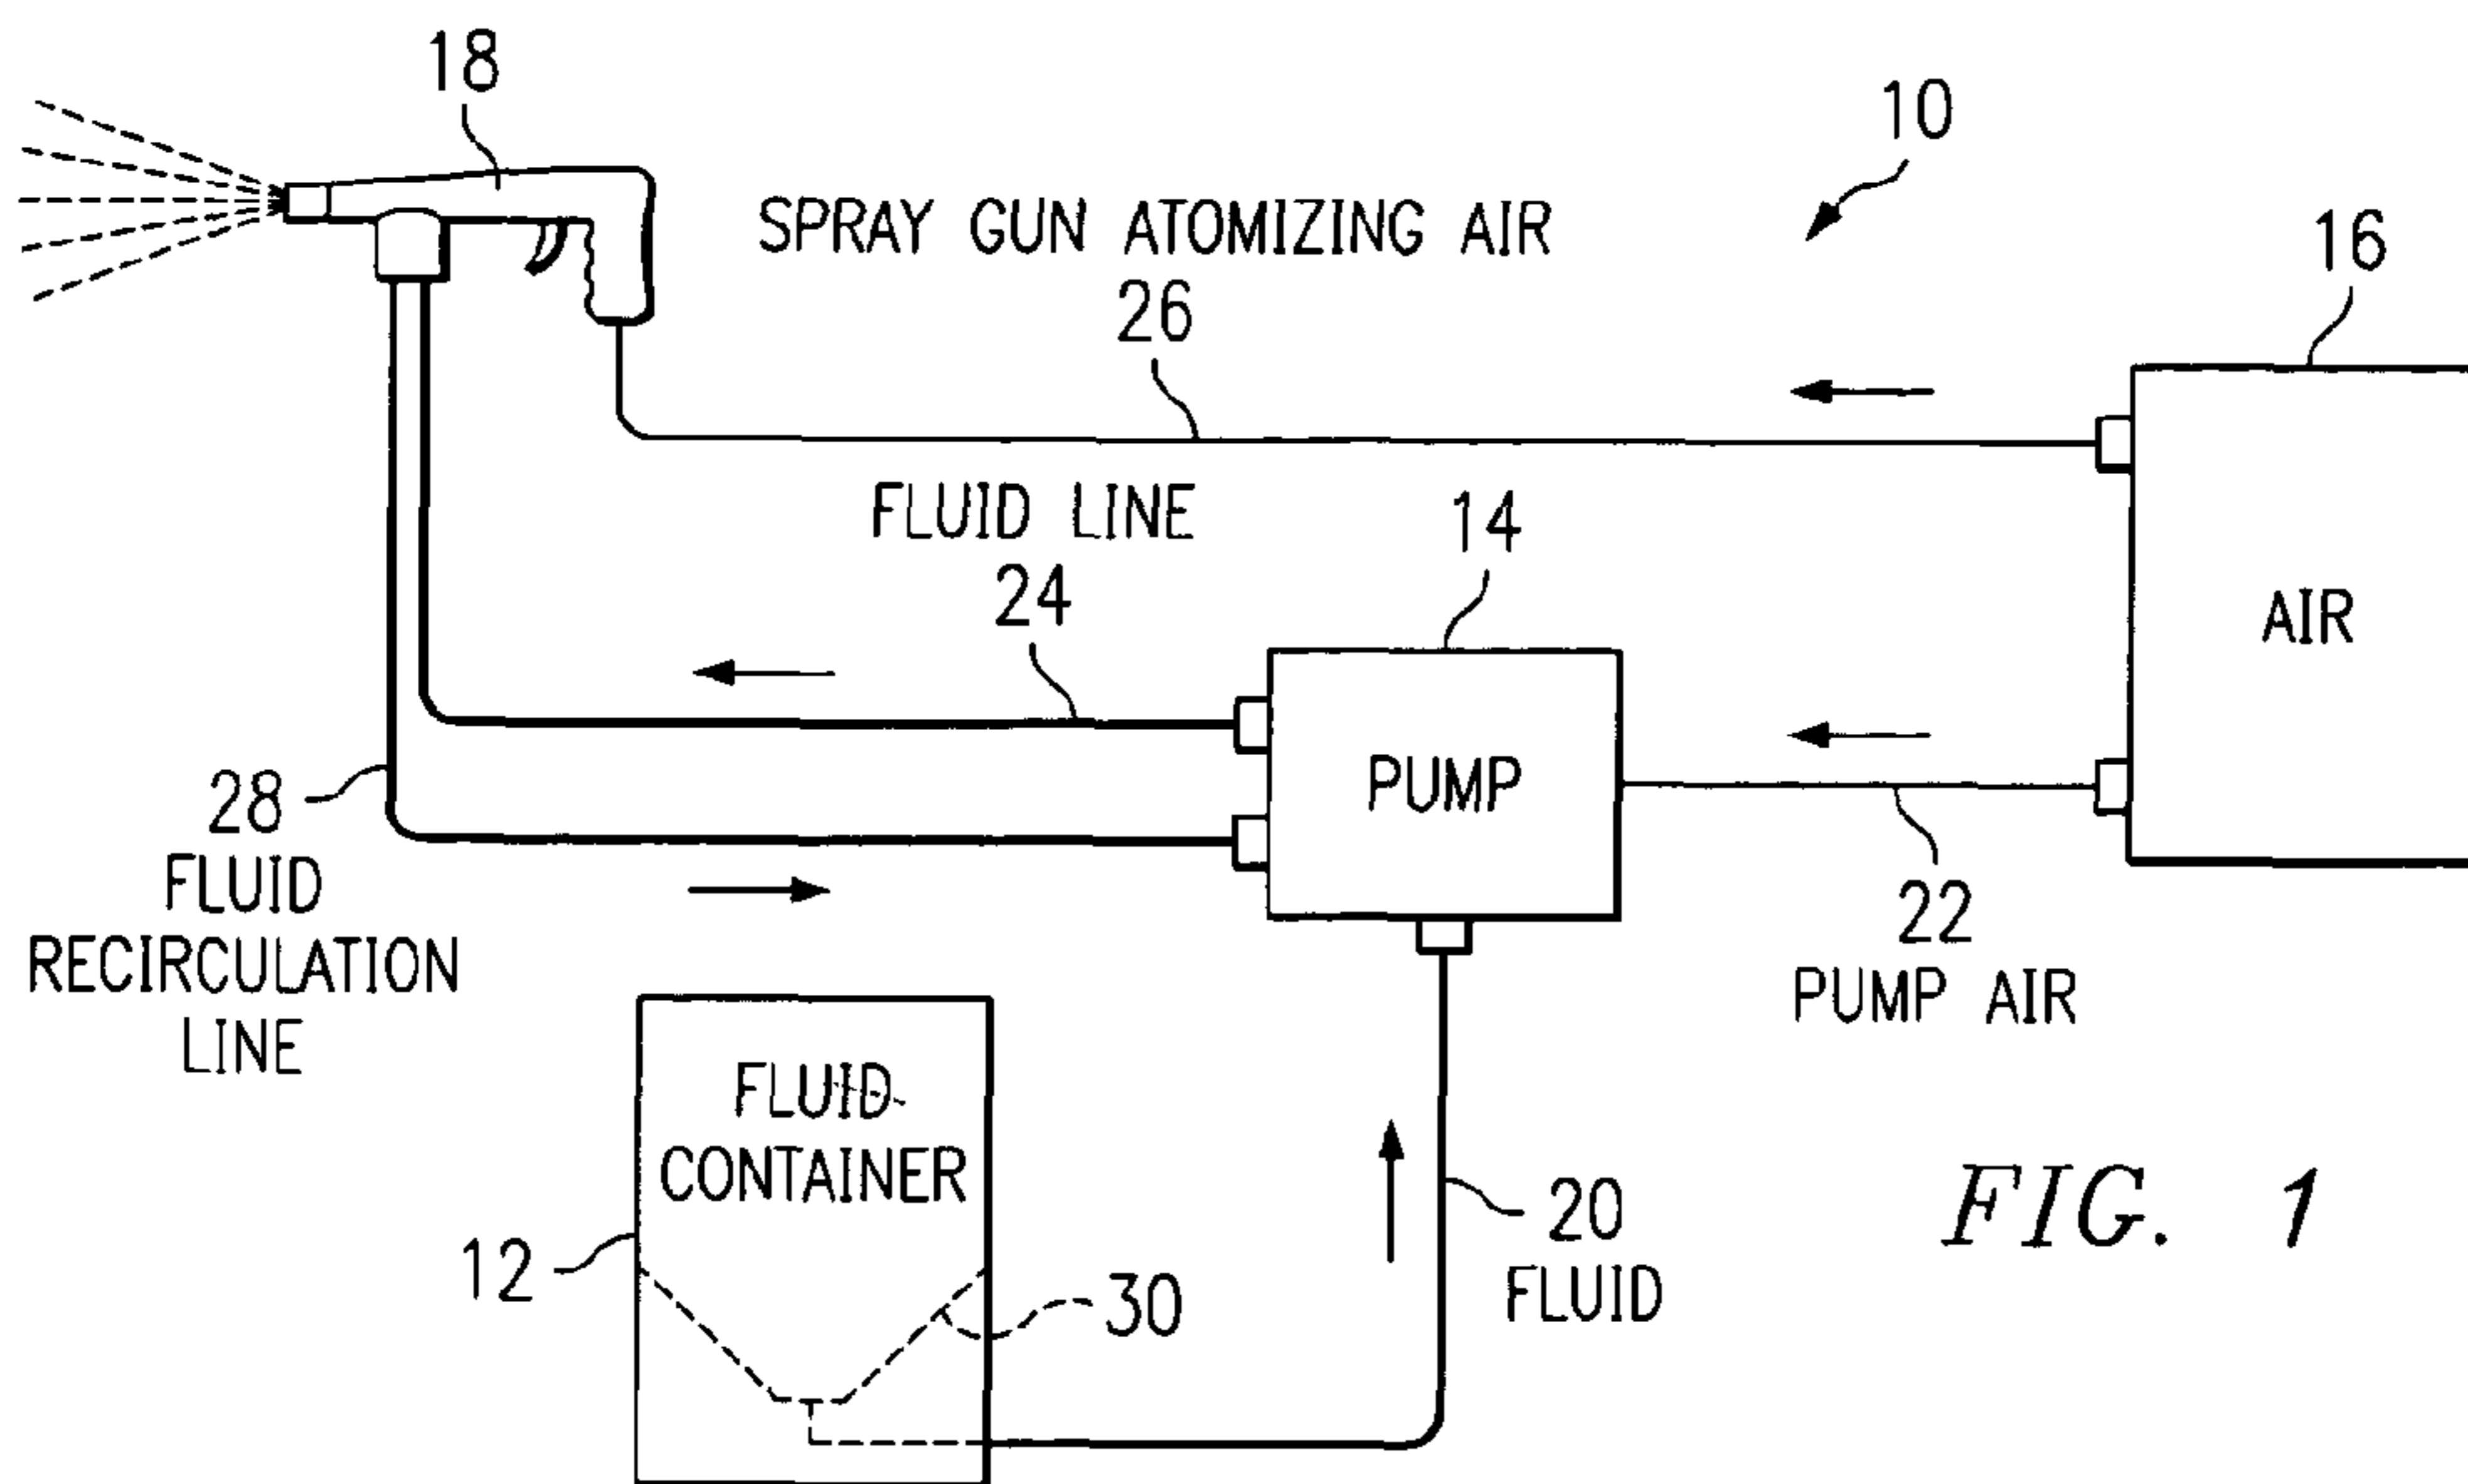 18
10
SPRAY GUN ATOMIZING AIR
26
16
FLUID LINE
24
14
AIR
PUMP
28
FLUID
RECIRCULATION
LINE
22
PUMP AIR
FLUID
CONTAINER
12
30
20
FLUID
FIG. 1